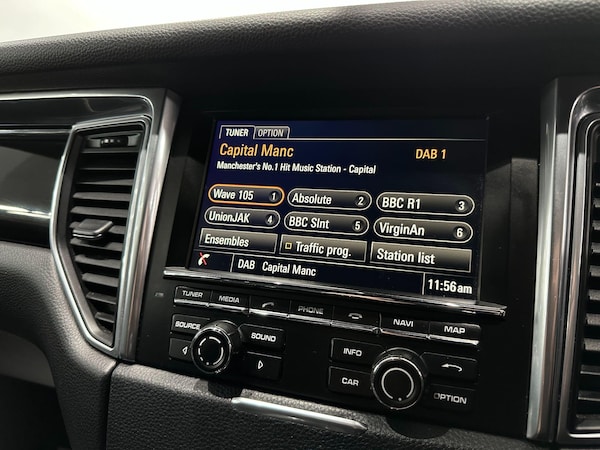 TUNER OPTION
Capital Manc DAB 1
Manchester's No.1 Hit Music Station - Capital
Wave 105 1 Absolute 2 BBC R1 3
UnionJAK 4 BBC SInt 5 VirginAn 6
Ensembles Traffic prog. Station list
DAB Capital Manc 11:56am
TUNER MEDIA PHONE NAVI MAP
SOURCE SOUND INFO
CAR OPTION